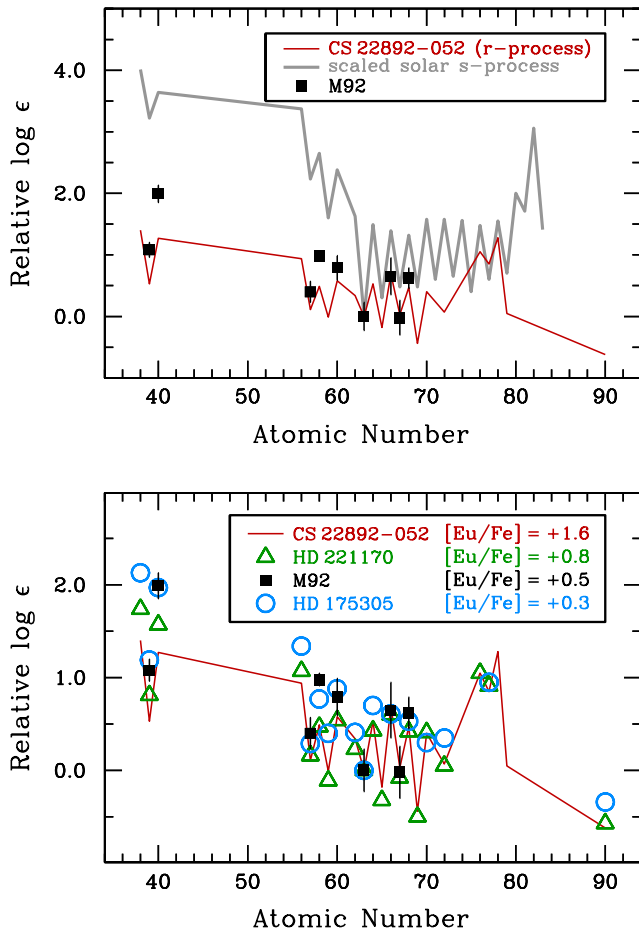 CS 22892−052 (r−process)
scaled solar s−process
M92
4.0
2.0
0.0
Relative log ϵ
40 50 60 70 80 90
Atomic Number
CS 22892−052 [Eu/Fe] = +1.6
HD 221170 [Eu/Fe] = +0.8
M92 [Eu/Fe] = +0.5
HD 175305 [Eu/Fe] = +0.3
2.0
1.0
0.0
Relative log ϵ
40 50 60 70 80 90
Atomic Number